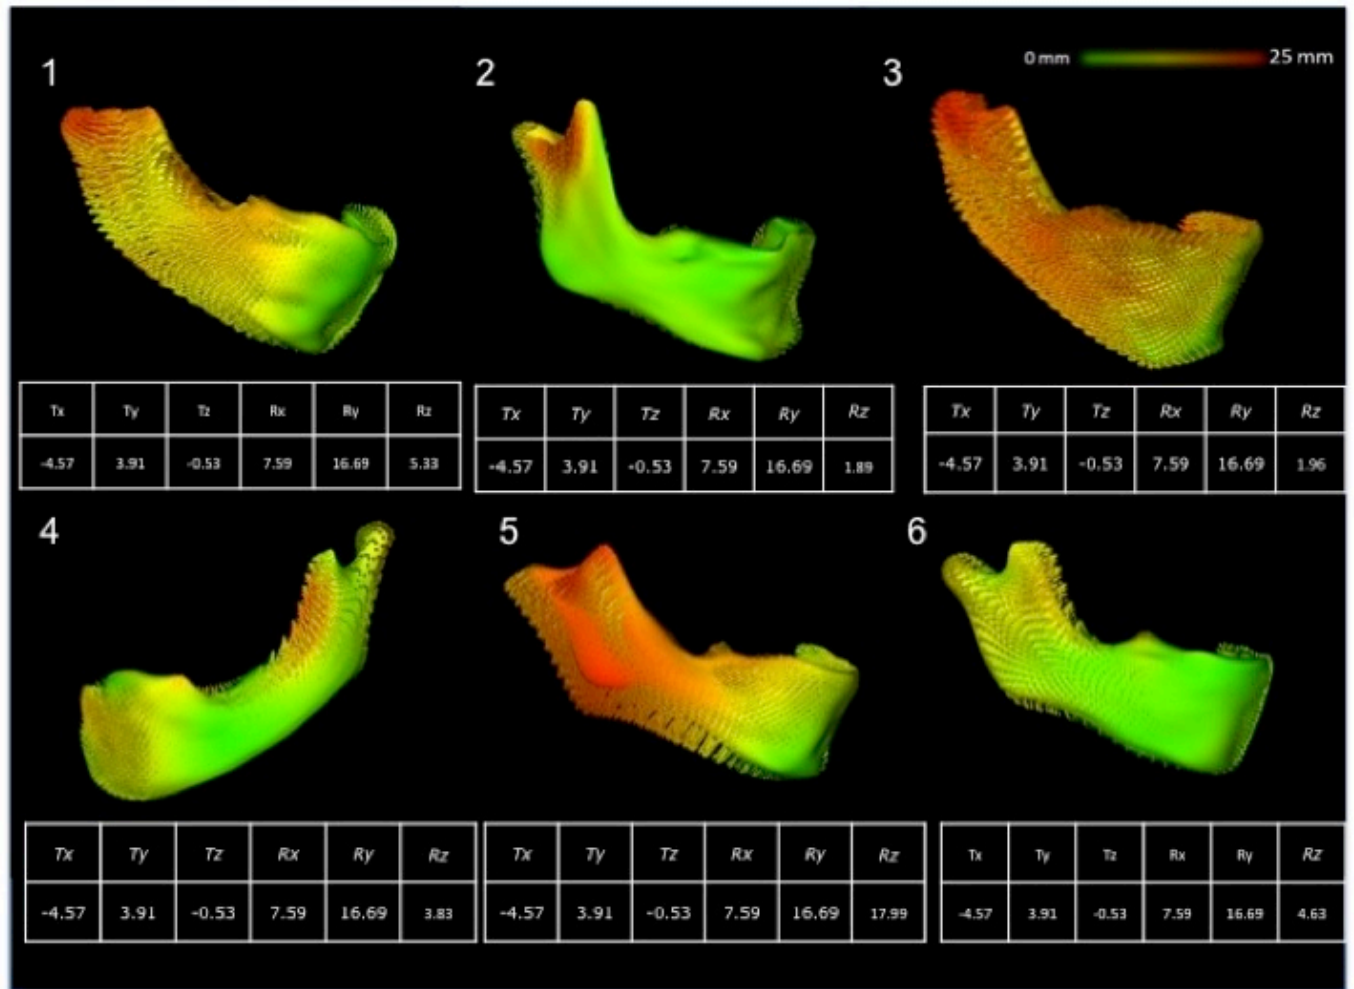 1
2
3
0 mm 25 mm
Tx Ty Tz Rx Ry Rz
-4.57 3.91 -0.53 7.59 16.69 5.33
Tx Ty Tz Rx Ry Rz
-4.57 3.91 -0.53 7.59 16.69 1.89
Tx Ty Tz Rx Ry Rz
-4.57 3.91 -0.53 7.59 16.69 1.96
4
5
6
Tx Ty Tz Rx Ry Rz
-4.57 3.91 -0.53 7.59 16.69 3.83
Tx Ty Tz Rx Ry Rz
-4.57 3.91 -0.53 7.59 16.69 17.99
Tx Ty Tz Rx Ry Rz
-4.57 3.91 -0.53 7.59 16.69 4.63